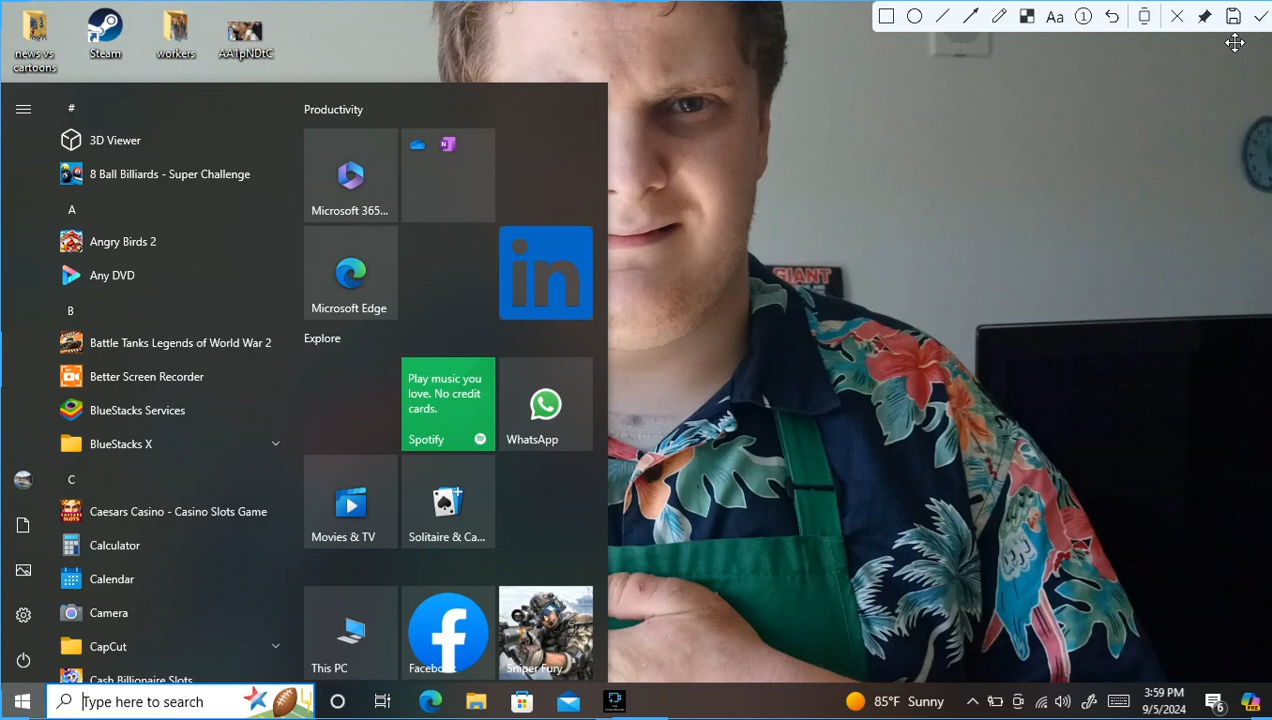 news vs
cartoons
Steam
workers
AA1pNDtC
Aa
1
#
3D Viewer
8 Ball Billiards - Super Challenge
A
Angry Birds 2
Any DVD
B
Battle Tanks Legends of World War 2
Better Screen Recorder
BlueStacks Services
BlueStacks X
C
Caesars Casino - Casino Slots Game
Calculator
Calendar
Camera
CapCut
Cash Billionaire Slots
Productivity
Microsoft 365...
N
Microsoft Edge
in
Explore
Play music you
love. No credit
cards.
Spotify
WhatsApp
Movies & TV
Solitaire & Ca...
This PC
Facebook
Sniper Fury
GIANT
Type here to search
85°F Sunny
3:59 PM
9/5/2024
6
PRE